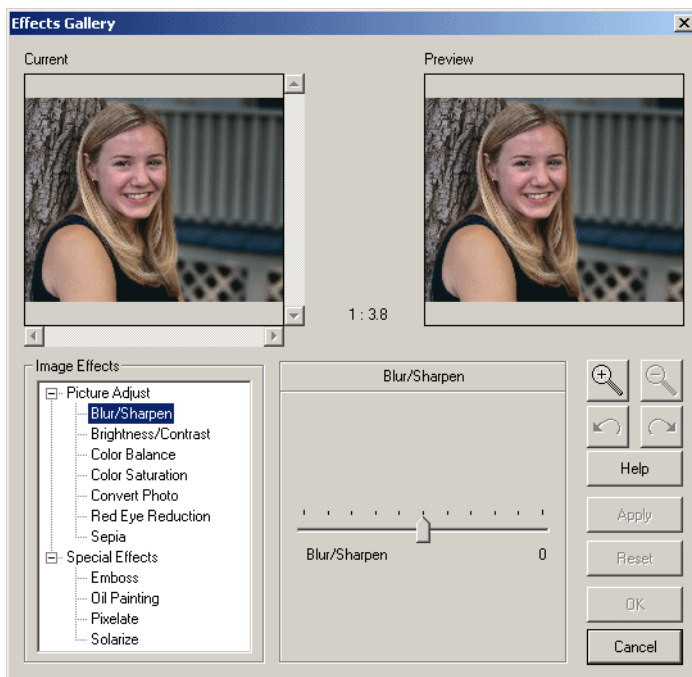 Effects Gallery
Current
Preview
1 : 3.8
Image Effects
Picture Adjust
Blur/Sharpen
Brightness/Contrast
Color Balance
Color Saturation
Convert Photo
Red Eye Reduction
Sepia
Special Effects
Emboss
Oil Painting
Pixelate
Solarize
Blur/Sharpen
Blur/Sharpen 0
Help
Apply
Reset
OK
Cancel